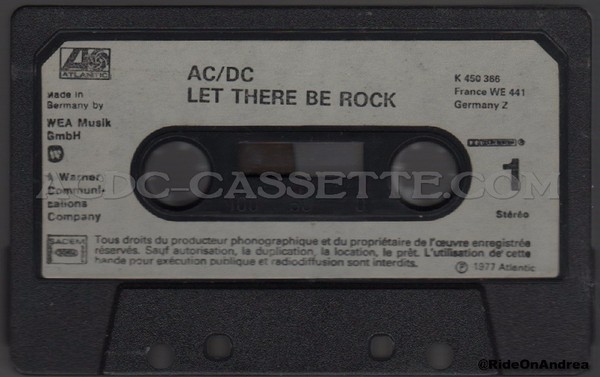 ATLANTIC
AC/DC
LET THERE BE ROCK
K 450 366
France WE 441
Germany Z
Made in
Germany by
WEA Musik
GmbH
A Warner
Communi-
cations
Company
1
Stéréo
AC-DC-CASSETTE.COM
SACEM
Tous droits du producteur phonographique et du propriétaire de l'œuvre enregistrée
réservés. Sauf autorisation, la duplication, la location, le prêt. L'utilisation de cette
bande pour exécution publique et radiodiffusion sont interdits.
℗ 1977 Atlantic
©RideOnAndrea